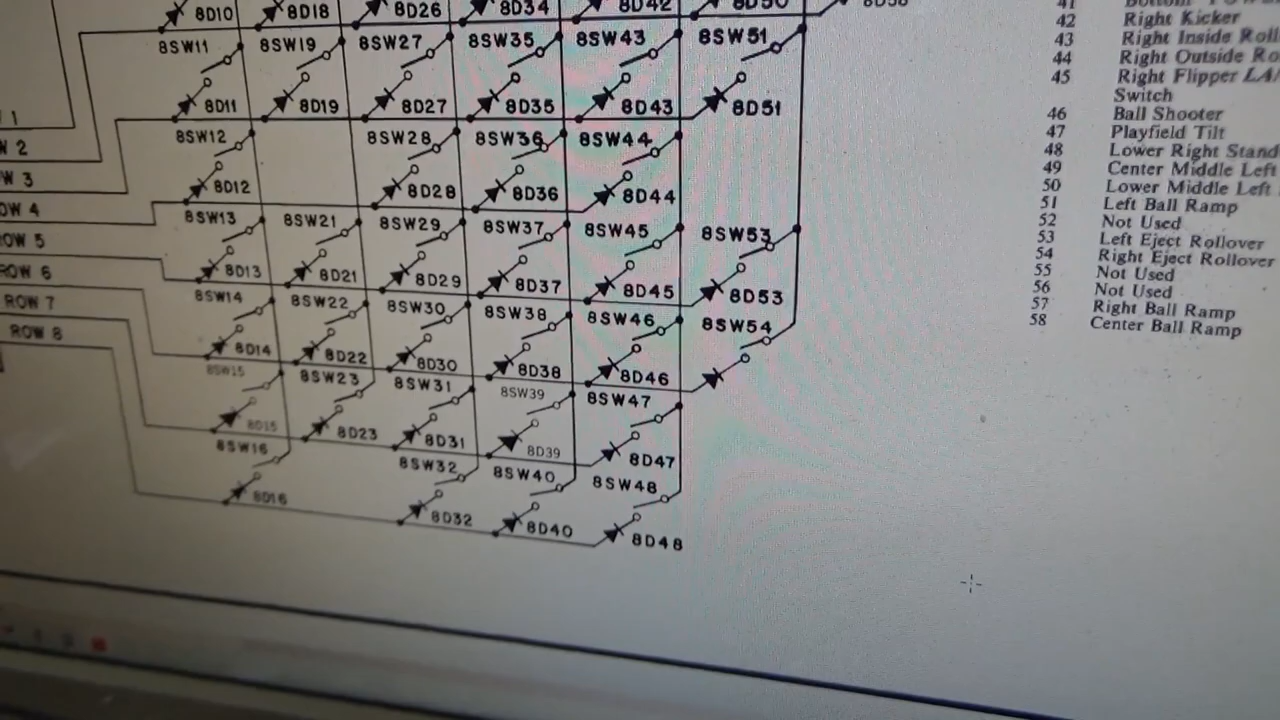 8D10 8D18 8D26 8D34 8D42 8D50
8SW11 8SW19 8SW27 8SW35 8SW43 8SW51
8D11 8D19 8D27 8D35 8D43 8D51
8SW12 8SW28 8SW36 8SW44
8D12 8D28 8D36 8D44
8SW13 8SW21 8SW29 8SW37 8SW45 8SW53
8D13 8D21 8D29 8D37 8D45 8D53
8SW14 8SW22 8SW30 8SW38 8SW46 8SW54
8D14 8D22 8D30 8D38 8D46
8SW15 8SW23 8SW31 8SW39 8SW47
8D15 8D23 8D31 8D39 8D47
8SW16 8SW32 8SW40 8SW48
8D16 8D32 8D40 8D48
1
2
3
4
ROW 5
ROW 6
ROW 7
ROW 8
41
42 Right Kicker
43 Right Inside
44 Right Outside
45 Right Flipper
Switch
46 Ball Shooter
47 Playfield Tilt
48 Lower Right
49 Center Middle Left
50 Lower Middle Left
51 Left Ball Ramp
52 Not Used
53 Left Eject Rollover
54 Right Eject Rollover
55 Not Used
56 Not Used
57 Right Ball Ramp
58 Center Ball Ramp